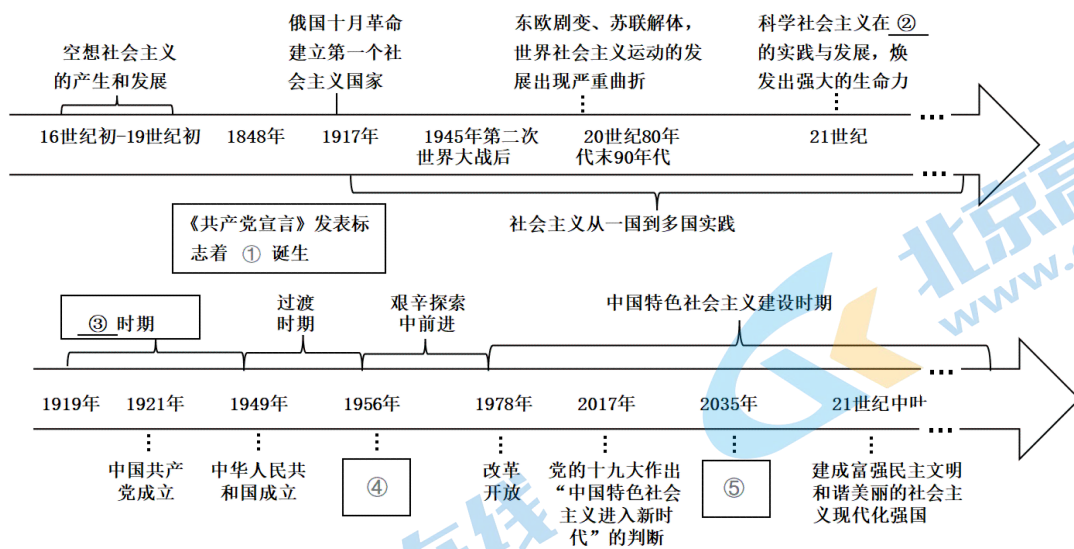 空想社会主义
的产生和发展
俄国十月革命
建立第一个社
会主义国家
东欧剧变、苏联解体，
世界社会主义运动的发
展出现严重曲折
科学社会主义在 ②
的实践与发展，焕
发出强大的生命力
16世纪初-19世纪初
1848年
1917年
1945年第二次
世界大战后
20世纪80年
代末90年代
21世纪
《共产党宣言》发表标
志着 ① 诞生
社会主义从一国到多国实践
③时期
过渡
时期
艰辛探索
中前进
中国特色社会主义建设时期
1919年
1921年
1949年
1956年
1978年
2017年
2035年
21世纪中叶
中国共产
党成立
中华人民共
和国成立
④
改革
开放
党的十九大作出
“中国特色社会
主义进入新时
代”的判断
⑤
建成富强民主文明
和谐美丽的社会主
义现代化强国
北京高
www.g
在线